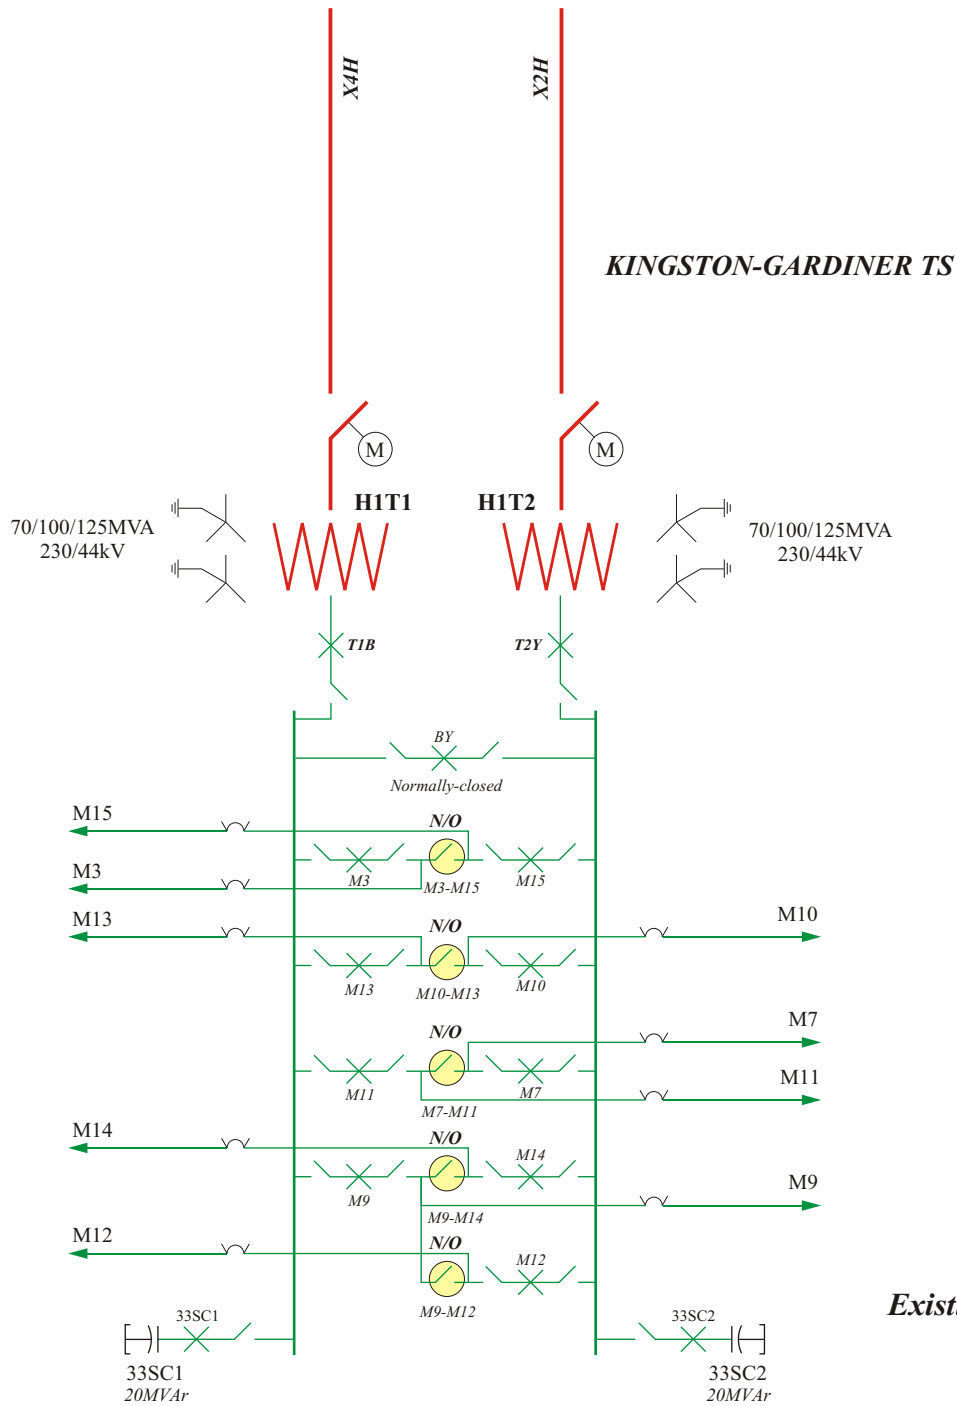 X4H
X2H
KINGSTON-GARDINER TS
M
M
H1T1
H1T2
70/100/125MVA
230/44kV
70/100/125MVA
230/44kV
T1B
T2Y
BY
Normally-closed
M15
N/O
M3
M3
M3-M15
M15
M13
N/O
M10
M13
M10-M13
M10
N/O
M7
M11
M11
M7-M11
M7
M14
N/O
M14
M9
M9
M9-M14
M12
N/O
M12
M9-M12
33SC1
33SC2
33SC1
20MVAr
33SC2
20MVAr